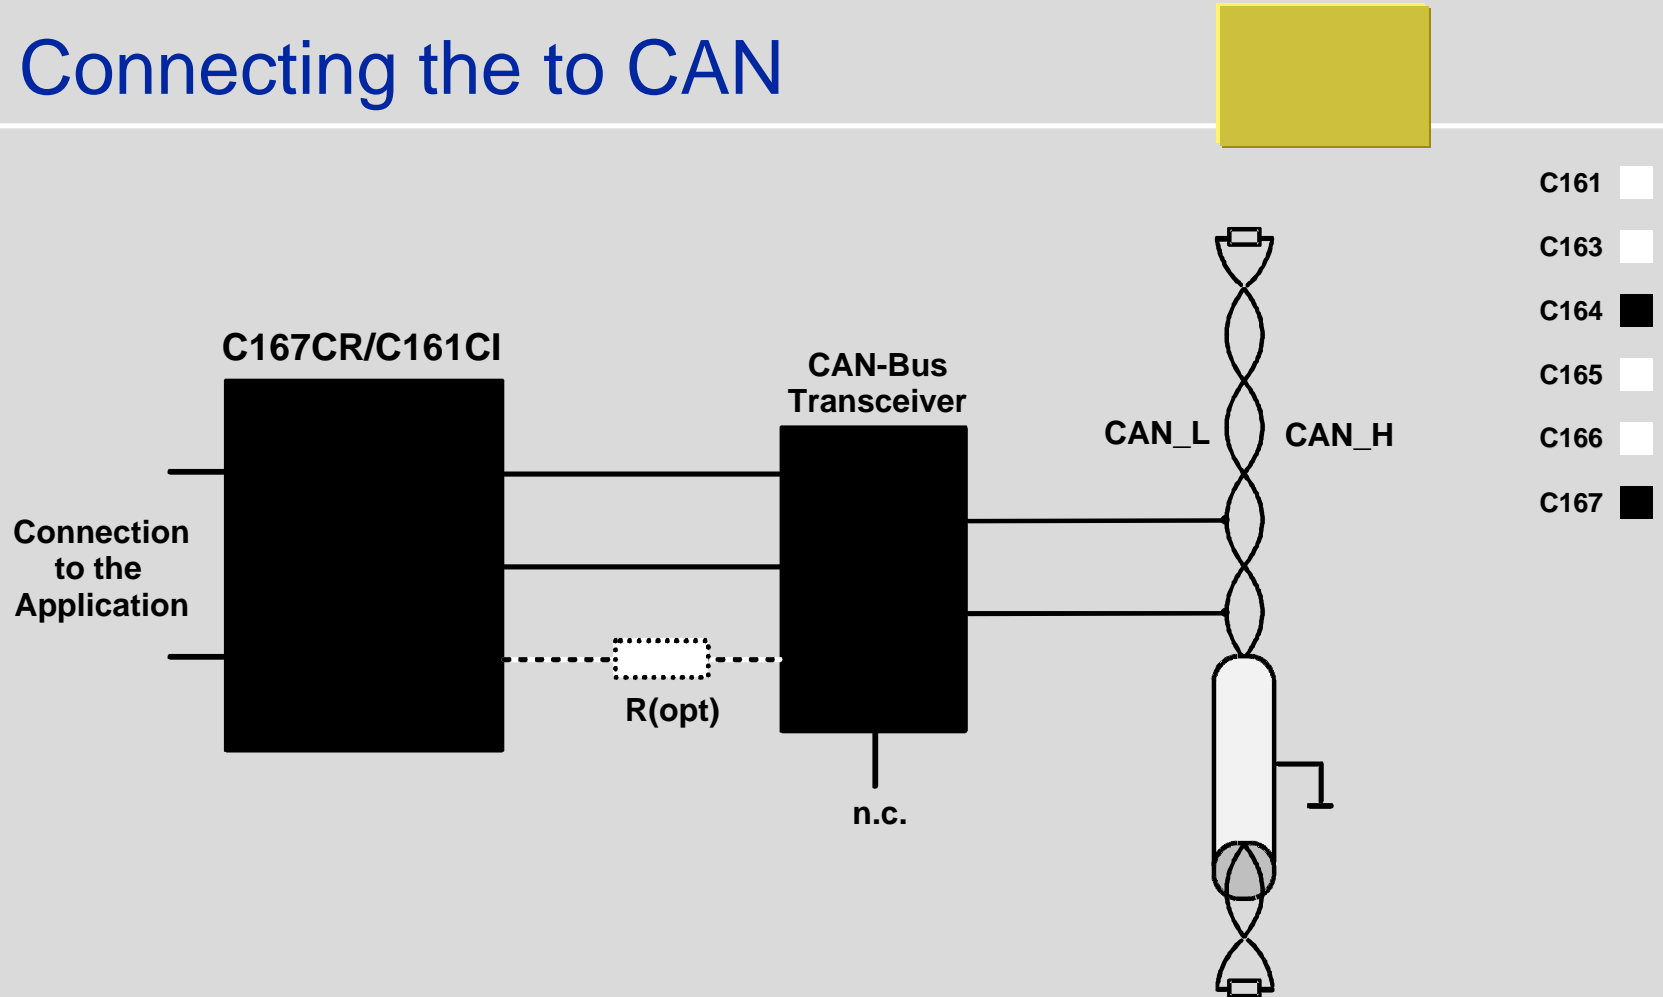 Connecting the to CAN
C161
C163
C164
C165
C166
C167
C167CR/C161CI
CAN-Bus
Transceiver
CAN_L
CAN_H
Connection
to the
Application
R(opt)
n.c.